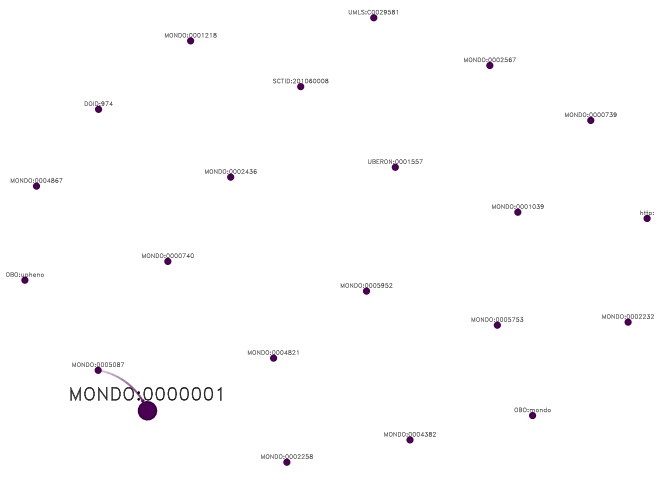 UMLS:C0029581
MONDO:0001218
MONDO:0002567
SCTID:201060008
DOID:974
MONDO:0000739
UBERON:0001557
MONDO:0002436
MONDO:0004867
MONDO:0001039
MONDO:0000740
OBO:upheno
MONDO:0005952
MONDO:0005753
MONDO:0002232
MONDO:0004821
MONDO:0005087
MONDO:0000001
OBO:mondo
MONDO:0004382
MONDO:0002258